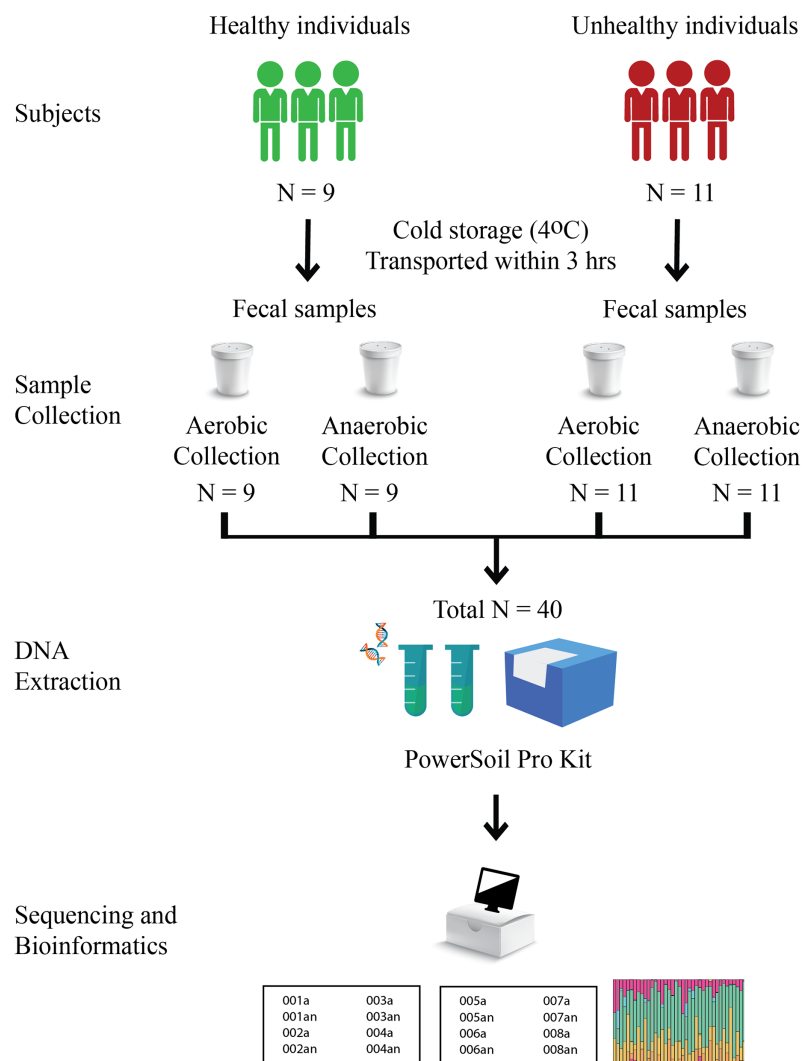 Healthy individuals
Unhealthy individuals
Subjects
N = 9
N = 11
Cold storage (4ºC)
Transported within 3 hrs
Fecal samples
Fecal samples
Sample
Collection
Aerobic
Collection
N = 9
Anaerobic
Collection
N = 9
Aerobic
Collection
N = 11
Anaerobic
Collection
N = 11
Total N = 40
DNA
Extraction
PowerSoil Pro Kit
Sequencing and
Bioinformatics
001a 003a
001an 003an
002a 004a
002an 004an
005a 007a
005an 007an
006a 008a
006an 008an